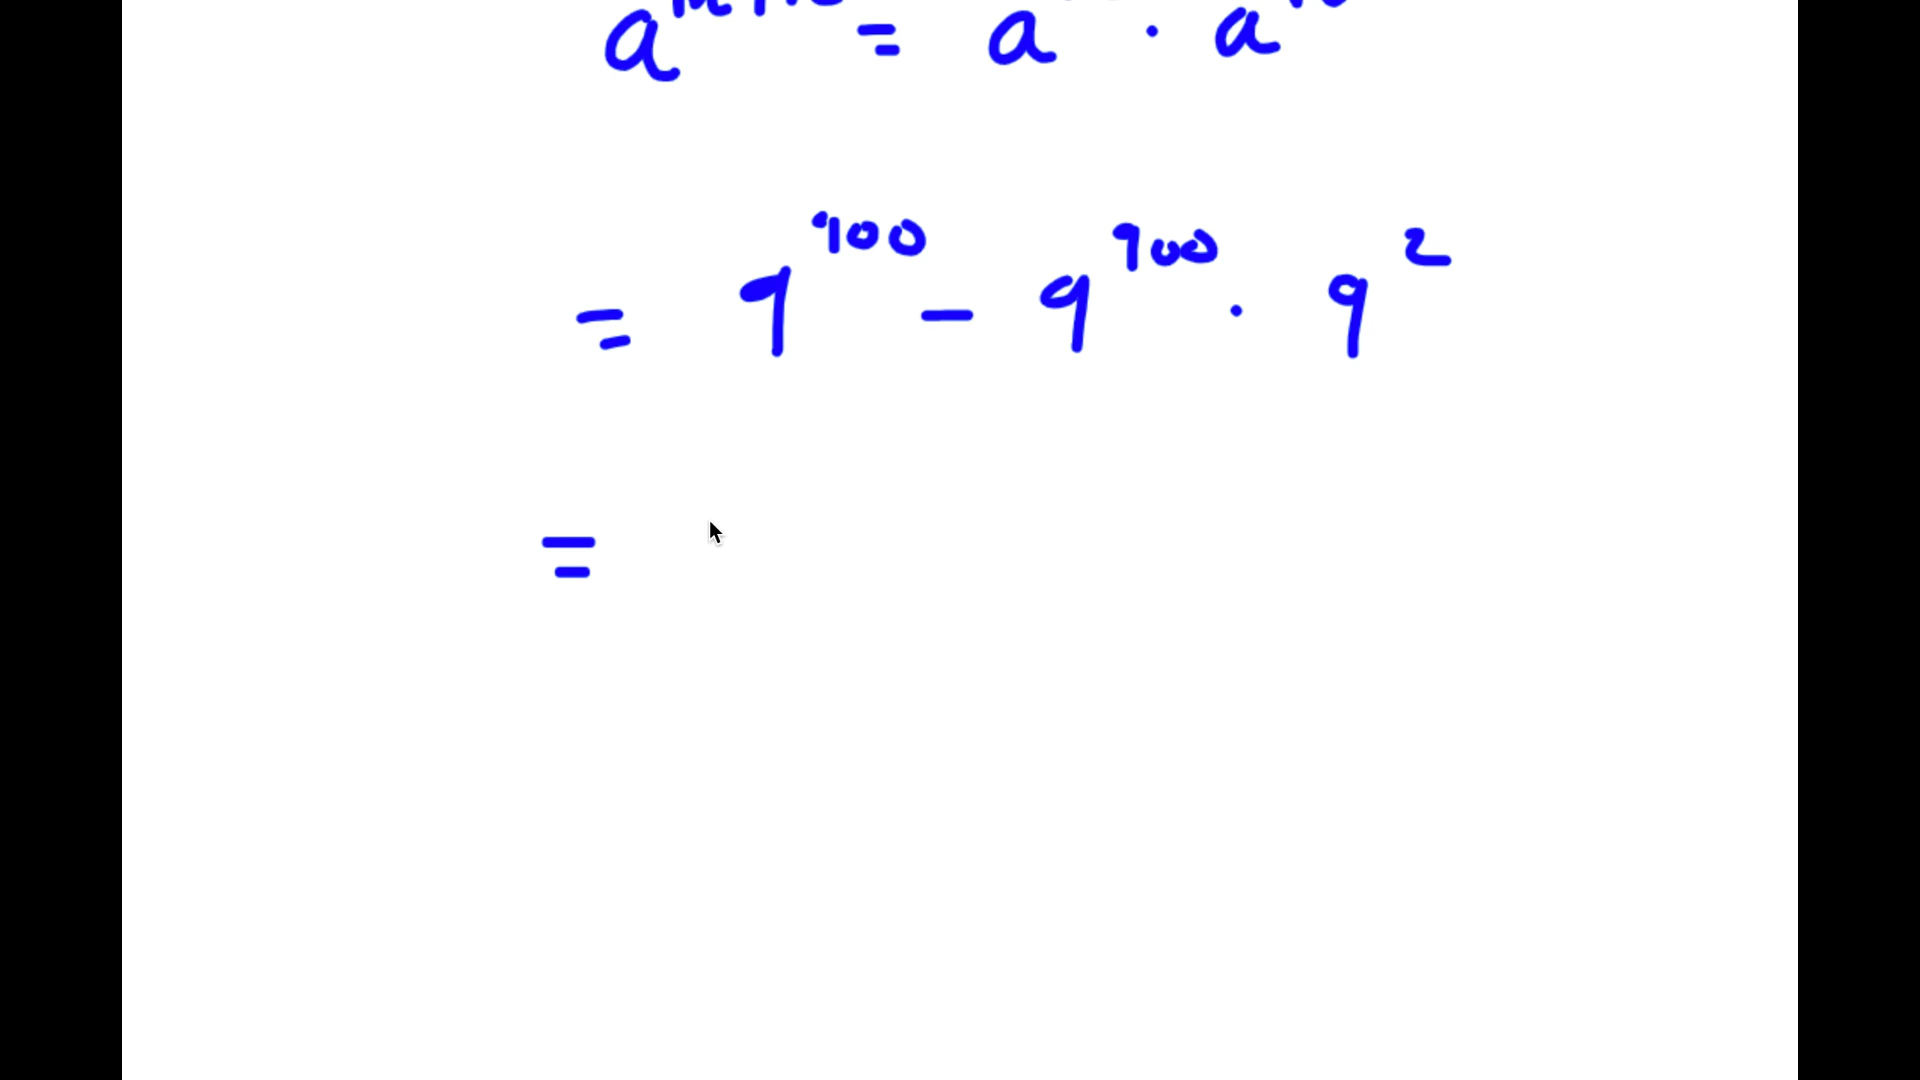 a^{m+n} = a · a
= 9^{900} - 9^{900} · 9^2
=